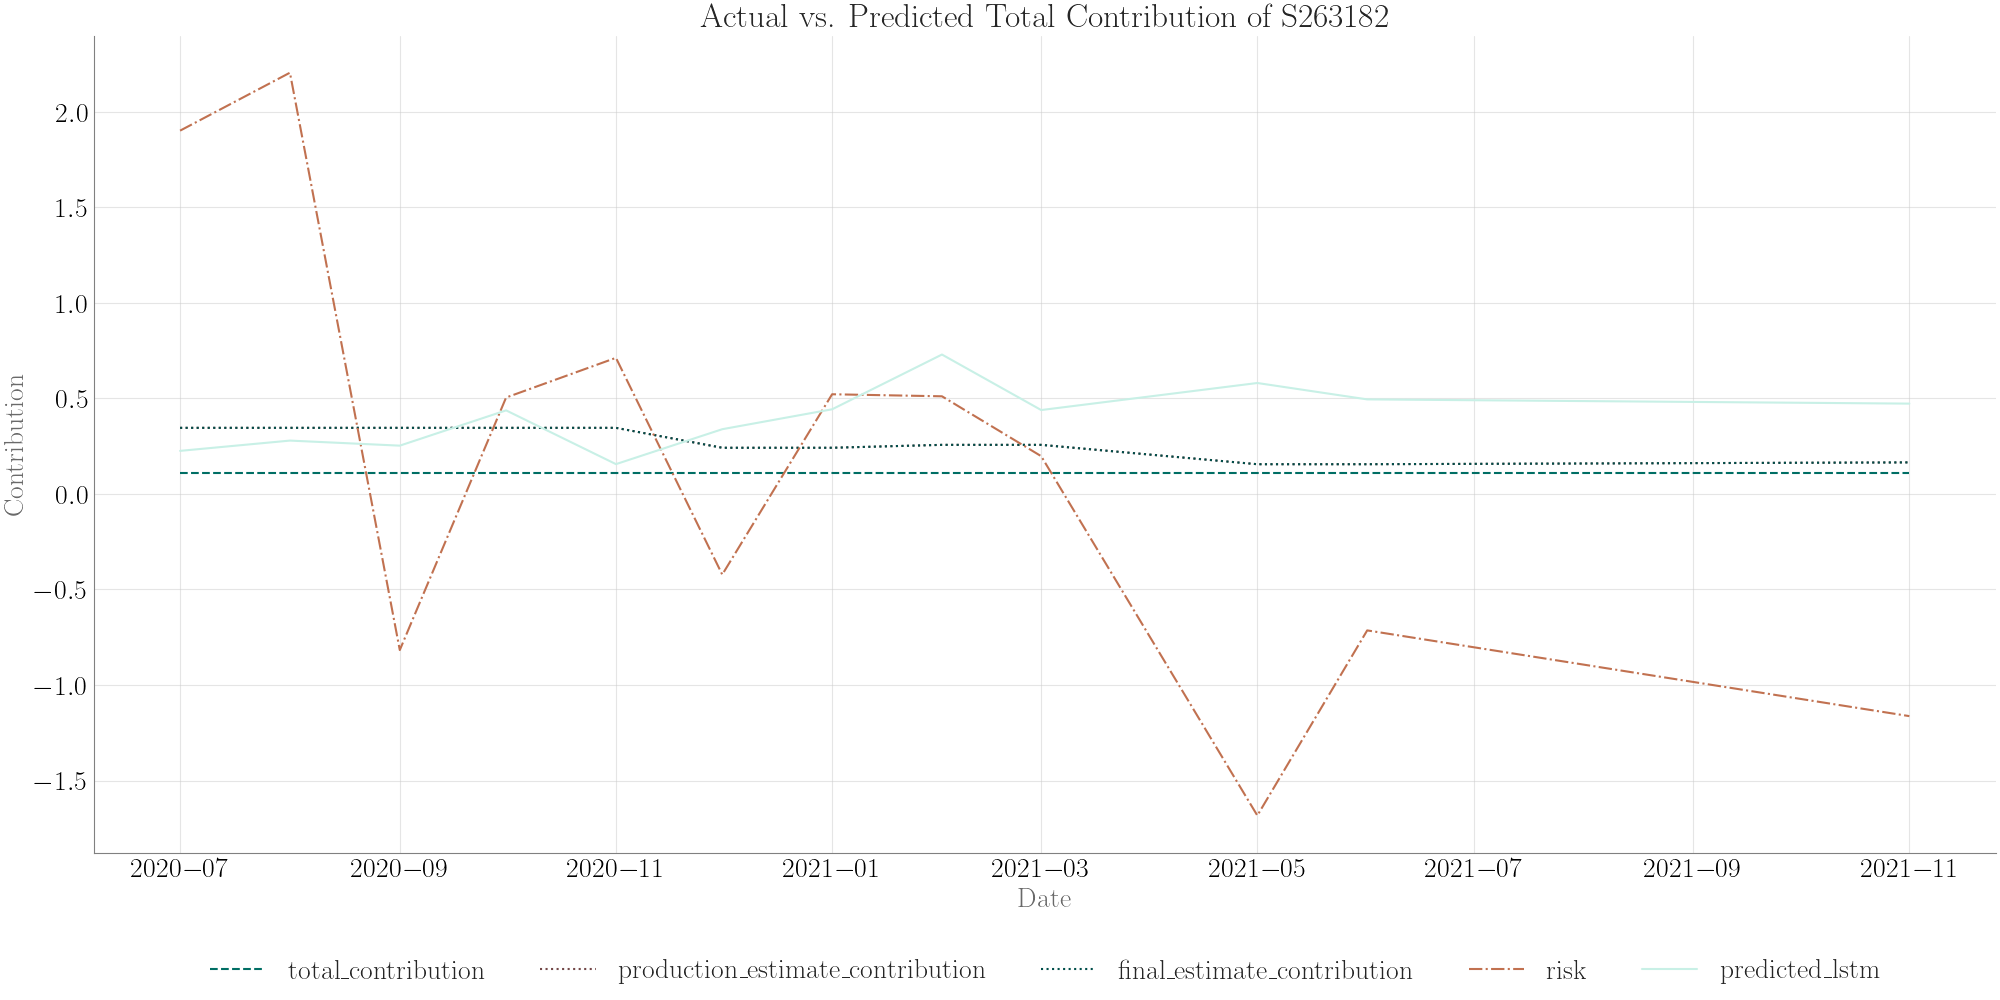 Actual vs. Predicted Total Contribution of S263182
Contribution
2.0
1.5
1.0
0.5
0.0
−0.5
−1.0
−1.5
2020−07 2020−09 2020−11 2021−01 2021−03 2021−05 2021−07 2021−09 2021−11
Date
total_contribution production_estimate_contribution final_estimate_contribution risk predicted_lstm